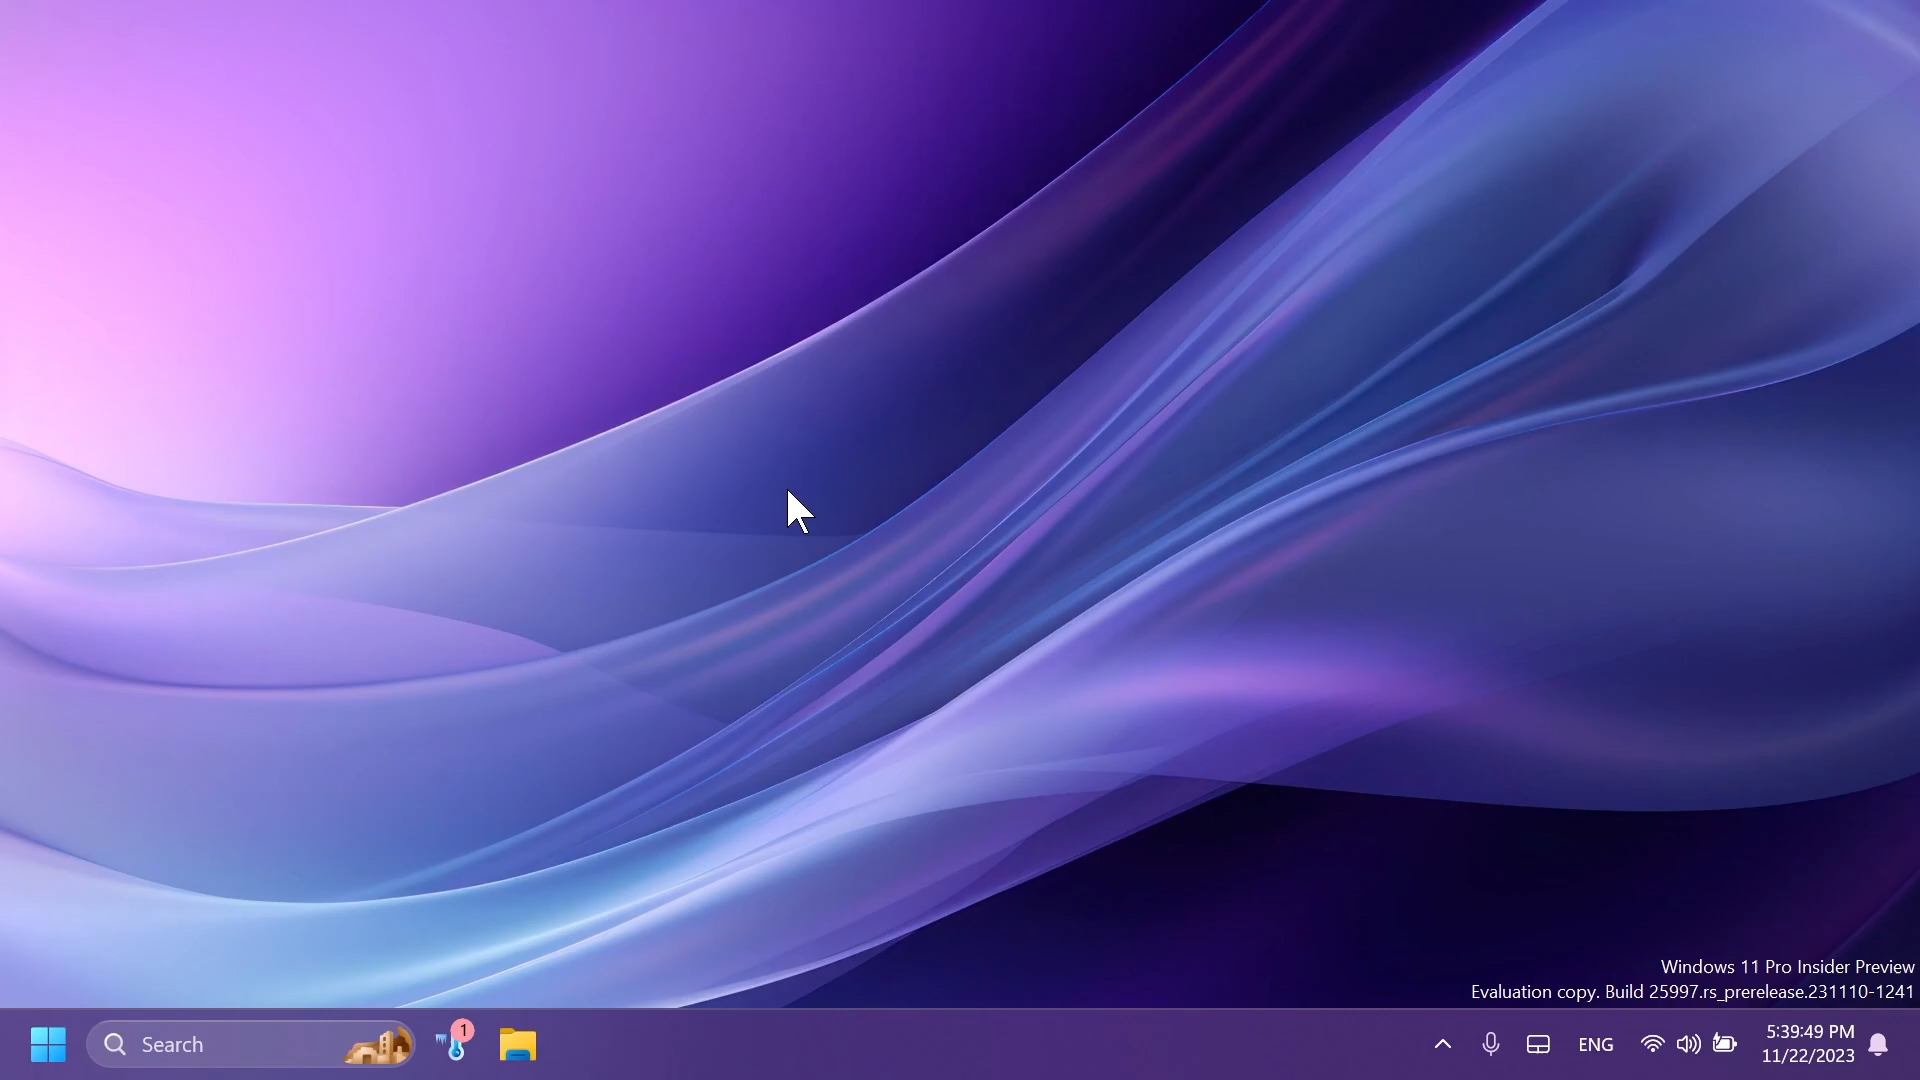 Windows 11 Pro Insider Preview
Evaluation copy. Build 25997.rs_prerelease.231110-1241
Search
1
ENG
5:39:49 PM
11/22/2023